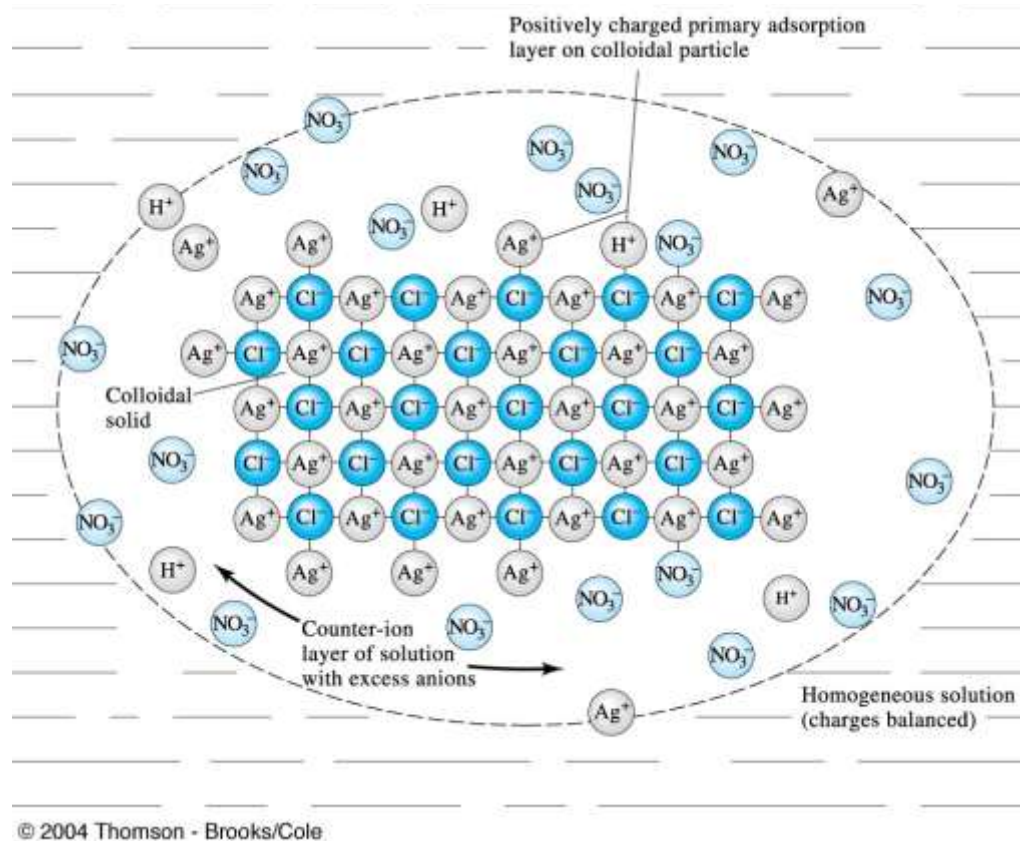 Positively charged primary adsorption
layer on colloidal particle
NO₃⁻
NO₃⁻ NO₃⁻
NO₃⁻
NO₃⁻ Ag⁺
H⁺ H⁺
NO₃⁻
Ag⁺ Ag⁺ Ag⁺ H⁺ NO₃⁻
Ag⁺ Cl⁻ Ag⁺ Cl⁻ Ag⁺ Cl⁻ Ag⁺ Cl⁻ Ag⁺ Cl⁻ Ag⁺ NO₃⁻
NO₃⁻ Ag⁺ Cl⁻ Ag⁺ Cl⁻ Ag⁺ Cl⁻ Ag⁺ Cl⁻ Ag⁺ Cl⁻ Ag⁺
Colloidal
solid
Ag⁺ Cl⁻ Ag⁺ Cl⁻ Ag⁺ Cl⁻ Ag⁺ Cl⁻ Ag⁺ Cl⁻ Ag⁺
NO₃⁻ Cl⁻ Ag⁺ Cl⁻ Ag⁺ Cl⁻ Ag⁺ Cl⁻ Ag⁺ Cl⁻ Ag⁺ NO₃⁻
NO₃⁻ Ag⁺ Cl⁻ Ag⁺ Cl⁻ Ag⁺ Cl⁻ Ag⁺ Cl⁻ Ag⁺ Cl⁻ Ag⁺
H⁺ Ag⁺ Ag⁺ Ag⁺ NO₃⁻
NO₃⁻ H⁺ NO₃⁻
NO₃⁻ NO₃⁻
Counter-ion
layer of solution
with excess anions
NO₃⁻
Ag⁺
Homogeneous solution
(charges balanced)
© 2004 Thomson - Brooks/Cole